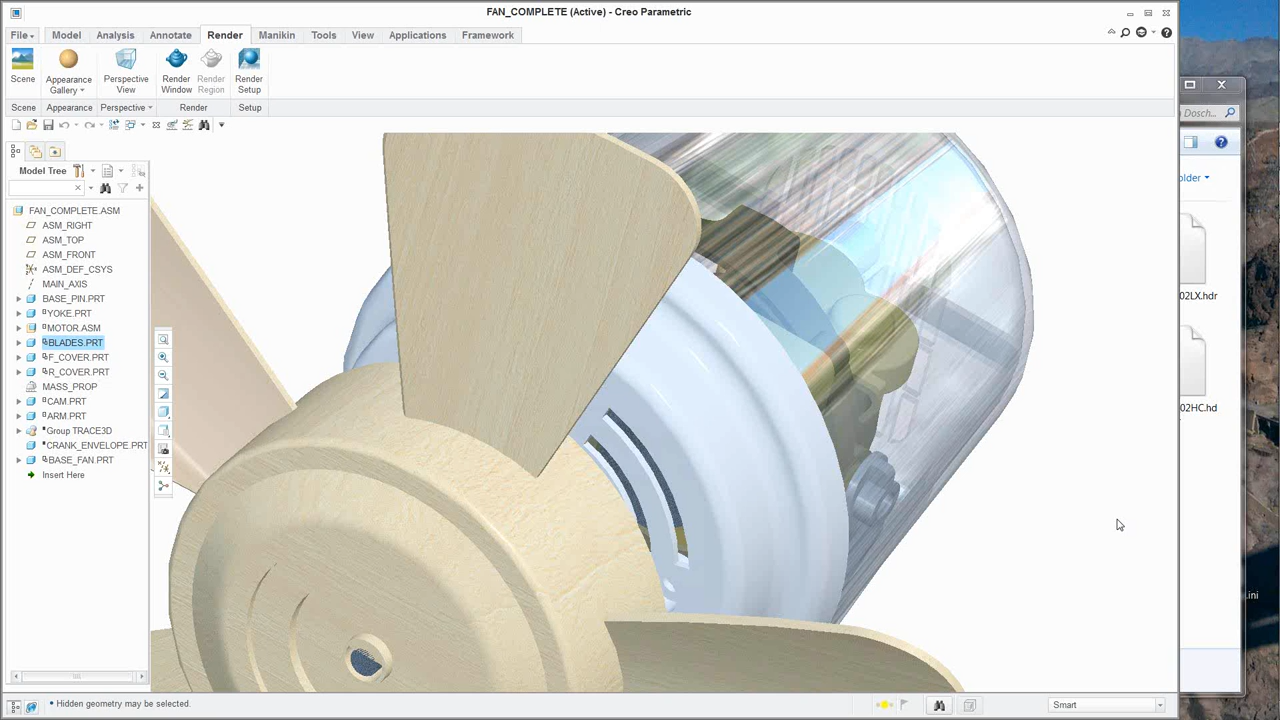 FAN_COMPLETE (Active) - Creo Parametric
File Model Analysis Annotate Render Manikin Tools View Applications Framework
Scene Appearance Gallery Perspective View Render Window Render Region Render Setup
Scene Appearance Perspective Render Setup
Model Tree
FAN_COMPLETE.ASM
ASM_RIGHT
ASM_TOP
ASM_FRONT
ASM_DEF_CSYS
MAIN_AXIS
BASE_PIN.PRT
YOKE.PRT
MOTOR.ASM
BLADES.PRT
F_COVER.PRT
R_COVER.PRT
MASS_PROP
CAM.PRT
ARM.PRT
Group TRACE3D
CRANK_ENVELOPE.PRT
BASE_FAN.PRT
Insert Here
Dosch...
older
02LX.hdr
02HC.hd
.ini
• Hidden geometry may be selected.
Smart